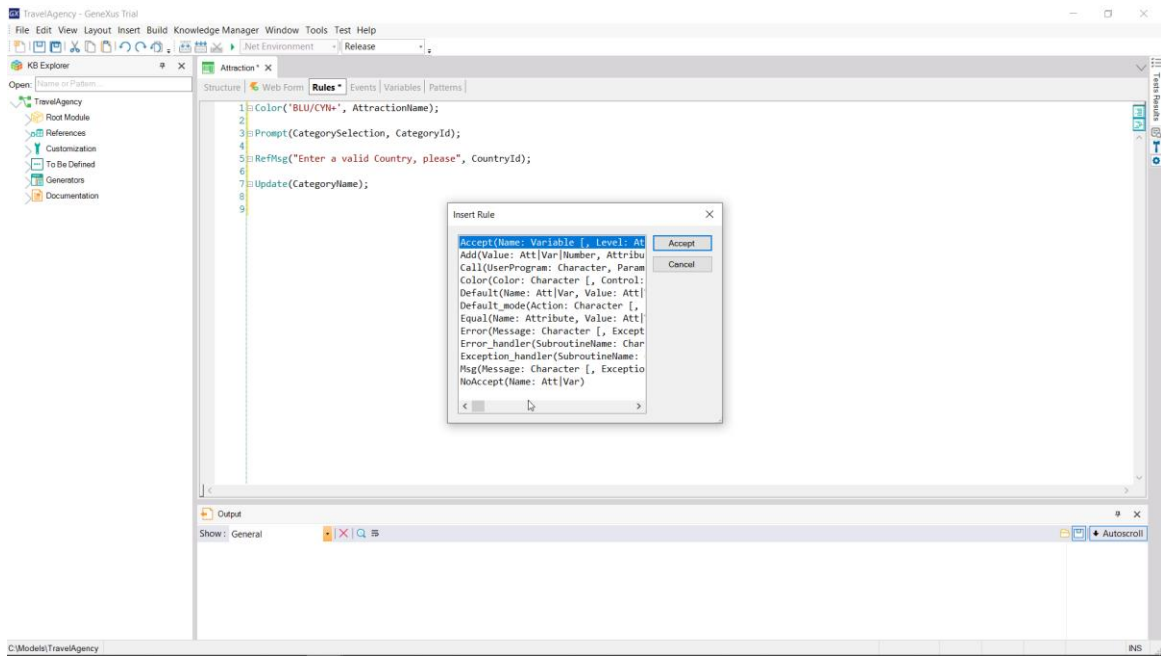 TravelAgency - GeneXus Trial
File Edit View Layout Insert Build Knowledge Manager Window Tools Test Help
.Net Environment Release
KB Explorer
Open: Name or Pattern...
TravelAgency
Root Module
References
Customization
To Be Defined
Generators
Documentation
Attraction * X
Structure Web Form Rules * Events Variables Patterns
1 Color('BLU/CYN+', AttractionName);
2
3 Prompt(CategorySelection, CategoryId);
4
5 RefMsg("Enter a valid Country, please", CountryId);
6
7 Update(CategoryName);
8
9
Insert Rule
Accept(Name: Variable [, Level: At
Add(Value: Att|Var|Number, Attribu
Call(UserProgram: Character, Param
Color(Color: Character [, Control:
Default(Name: Att|Var, Value: Att|
Default_mode(Action: Character [,
Equal(Name: Attribute, Value: Att|
Error(Message: Character [, Except
Error_handler(SubroutineName: Char
Exception_handler(SubroutineName:
Msg(Message: Character [, Exceptio
NoAccept(Name: Att|Var)
Accept
Cancel
Tests Results
Output
Show: General
Autoscroll
C:\Models\TravelAgency
INS